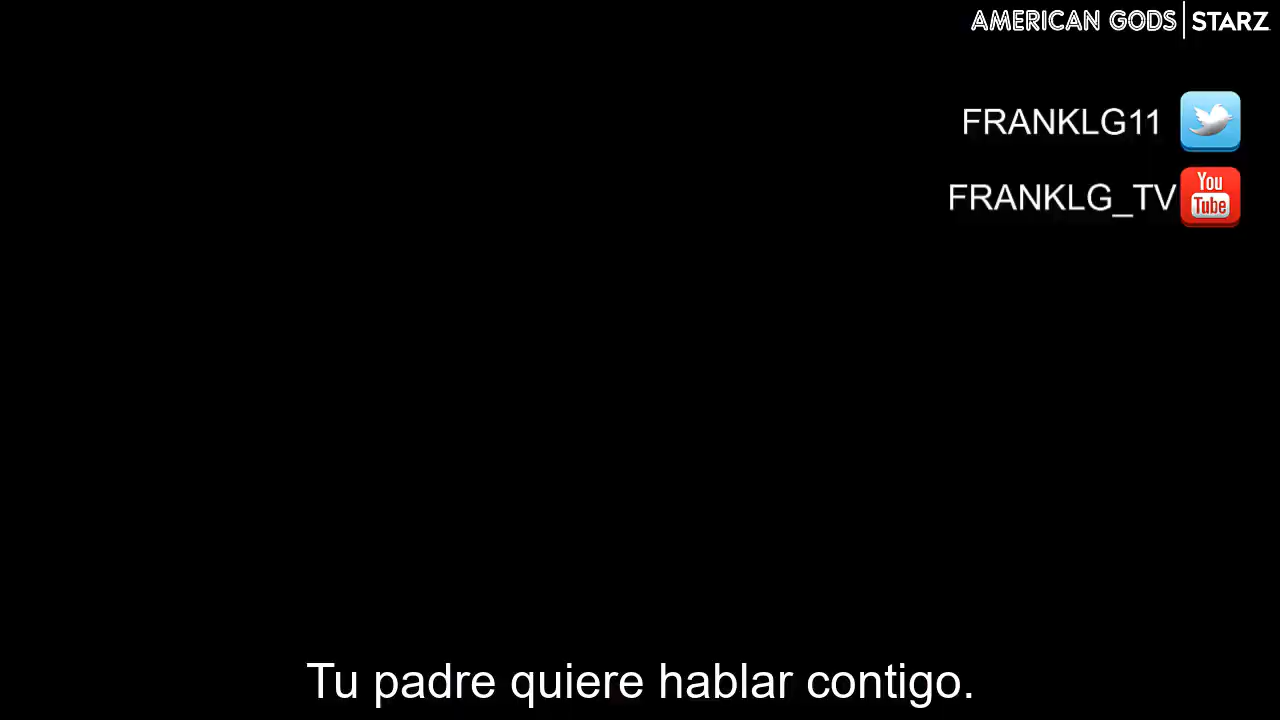 AMERICAN GODS | STARZ
FRANKLG11
FRANKLG_TV You Tube
Tu padre quiere hablar contigo.